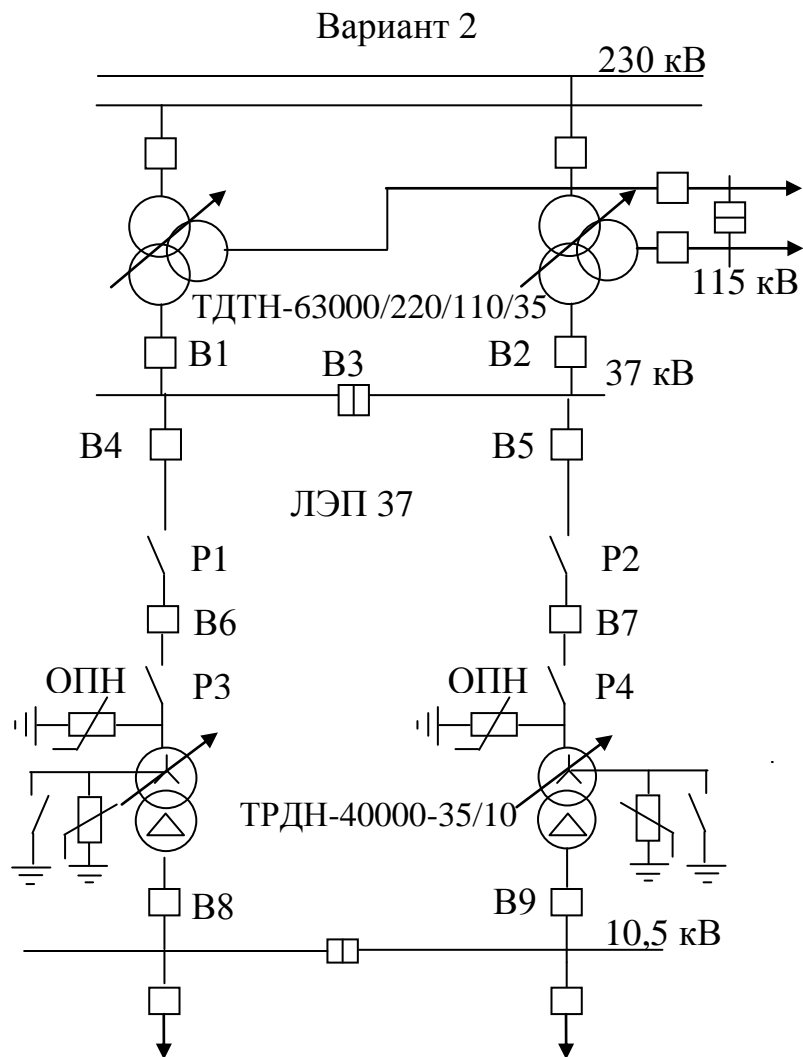 Вариант 2
230 кВ
115 кВ
ТДТН-63000/220/110/35
В1
В2
В3
37 кВ
В4
В5
ЛЭП 37
Р1
Р2
В6
В7
ОПН
Р3
ОПН
Р4
ТРДН-40000-35/10
В8
В9
10,5 кВ